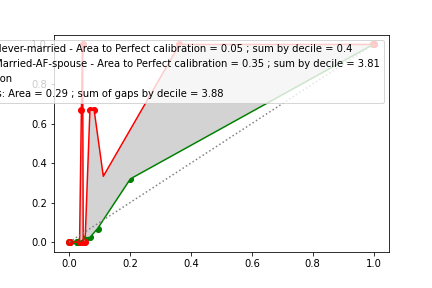 lever-married - Area to Perfect calibration = 0.05 ; sum by decile = 0.4
Married-AF-spouse - Area to Perfect calibration = 0.35 ; sum by decile = 3.81
ion
s: Area = 0.29 ; sum of gaps by decile = 3.88
1.0
0.8
0.6
0.4
0.2
0.0
0.0 0.2 0.4 0.6 0.8 1.0